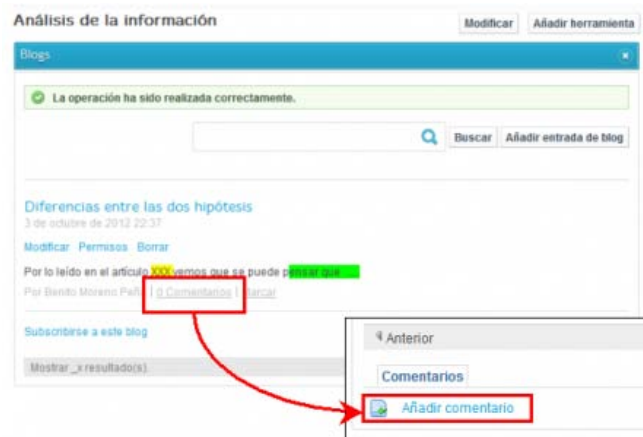 Análisis de la información
Modificar
Añadir herramienta
Blogs
La operación ha sido realizada correctamente.
Buscar
Añadir entrada de blog
Diferencias entre las dos hipótesis
3 de octubre de 2012 22:37
Modificar Permisos Borrar
Por lo leído en el artículo XXX vemos que se puede pensar que ....
Por Benito Moreno Peña | 0 Comentarios | Marcar
Subscribirse a este blog
Mostrar _x resultado(s).
Anterior
Comentarios
Añadir comentario